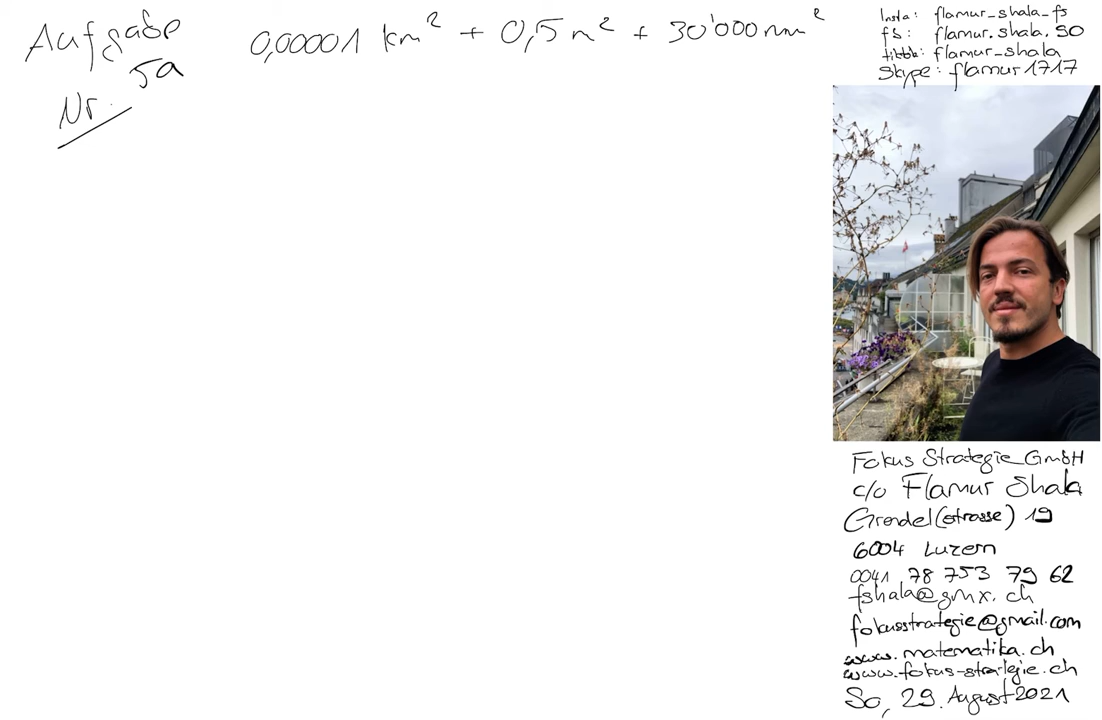 Aufgabe 0,00001 km² + 0,5 m² + 30'000 mm²
Nr. 5a
Insta: flamur_shala_fs
fb: flamur.shala.50
tiktok: flamur_shala
Skype: flamur1717
Fokus Strategie GmbH
c/o Flamur Shala
Grendel(strasse) 19
6004 Luzern
0041 78 753 79 62
fshala@gmx.ch
fokusstrategie@gmail.com
www.matematika.ch
www.fokus-strategie.ch
So, 29. August 2021